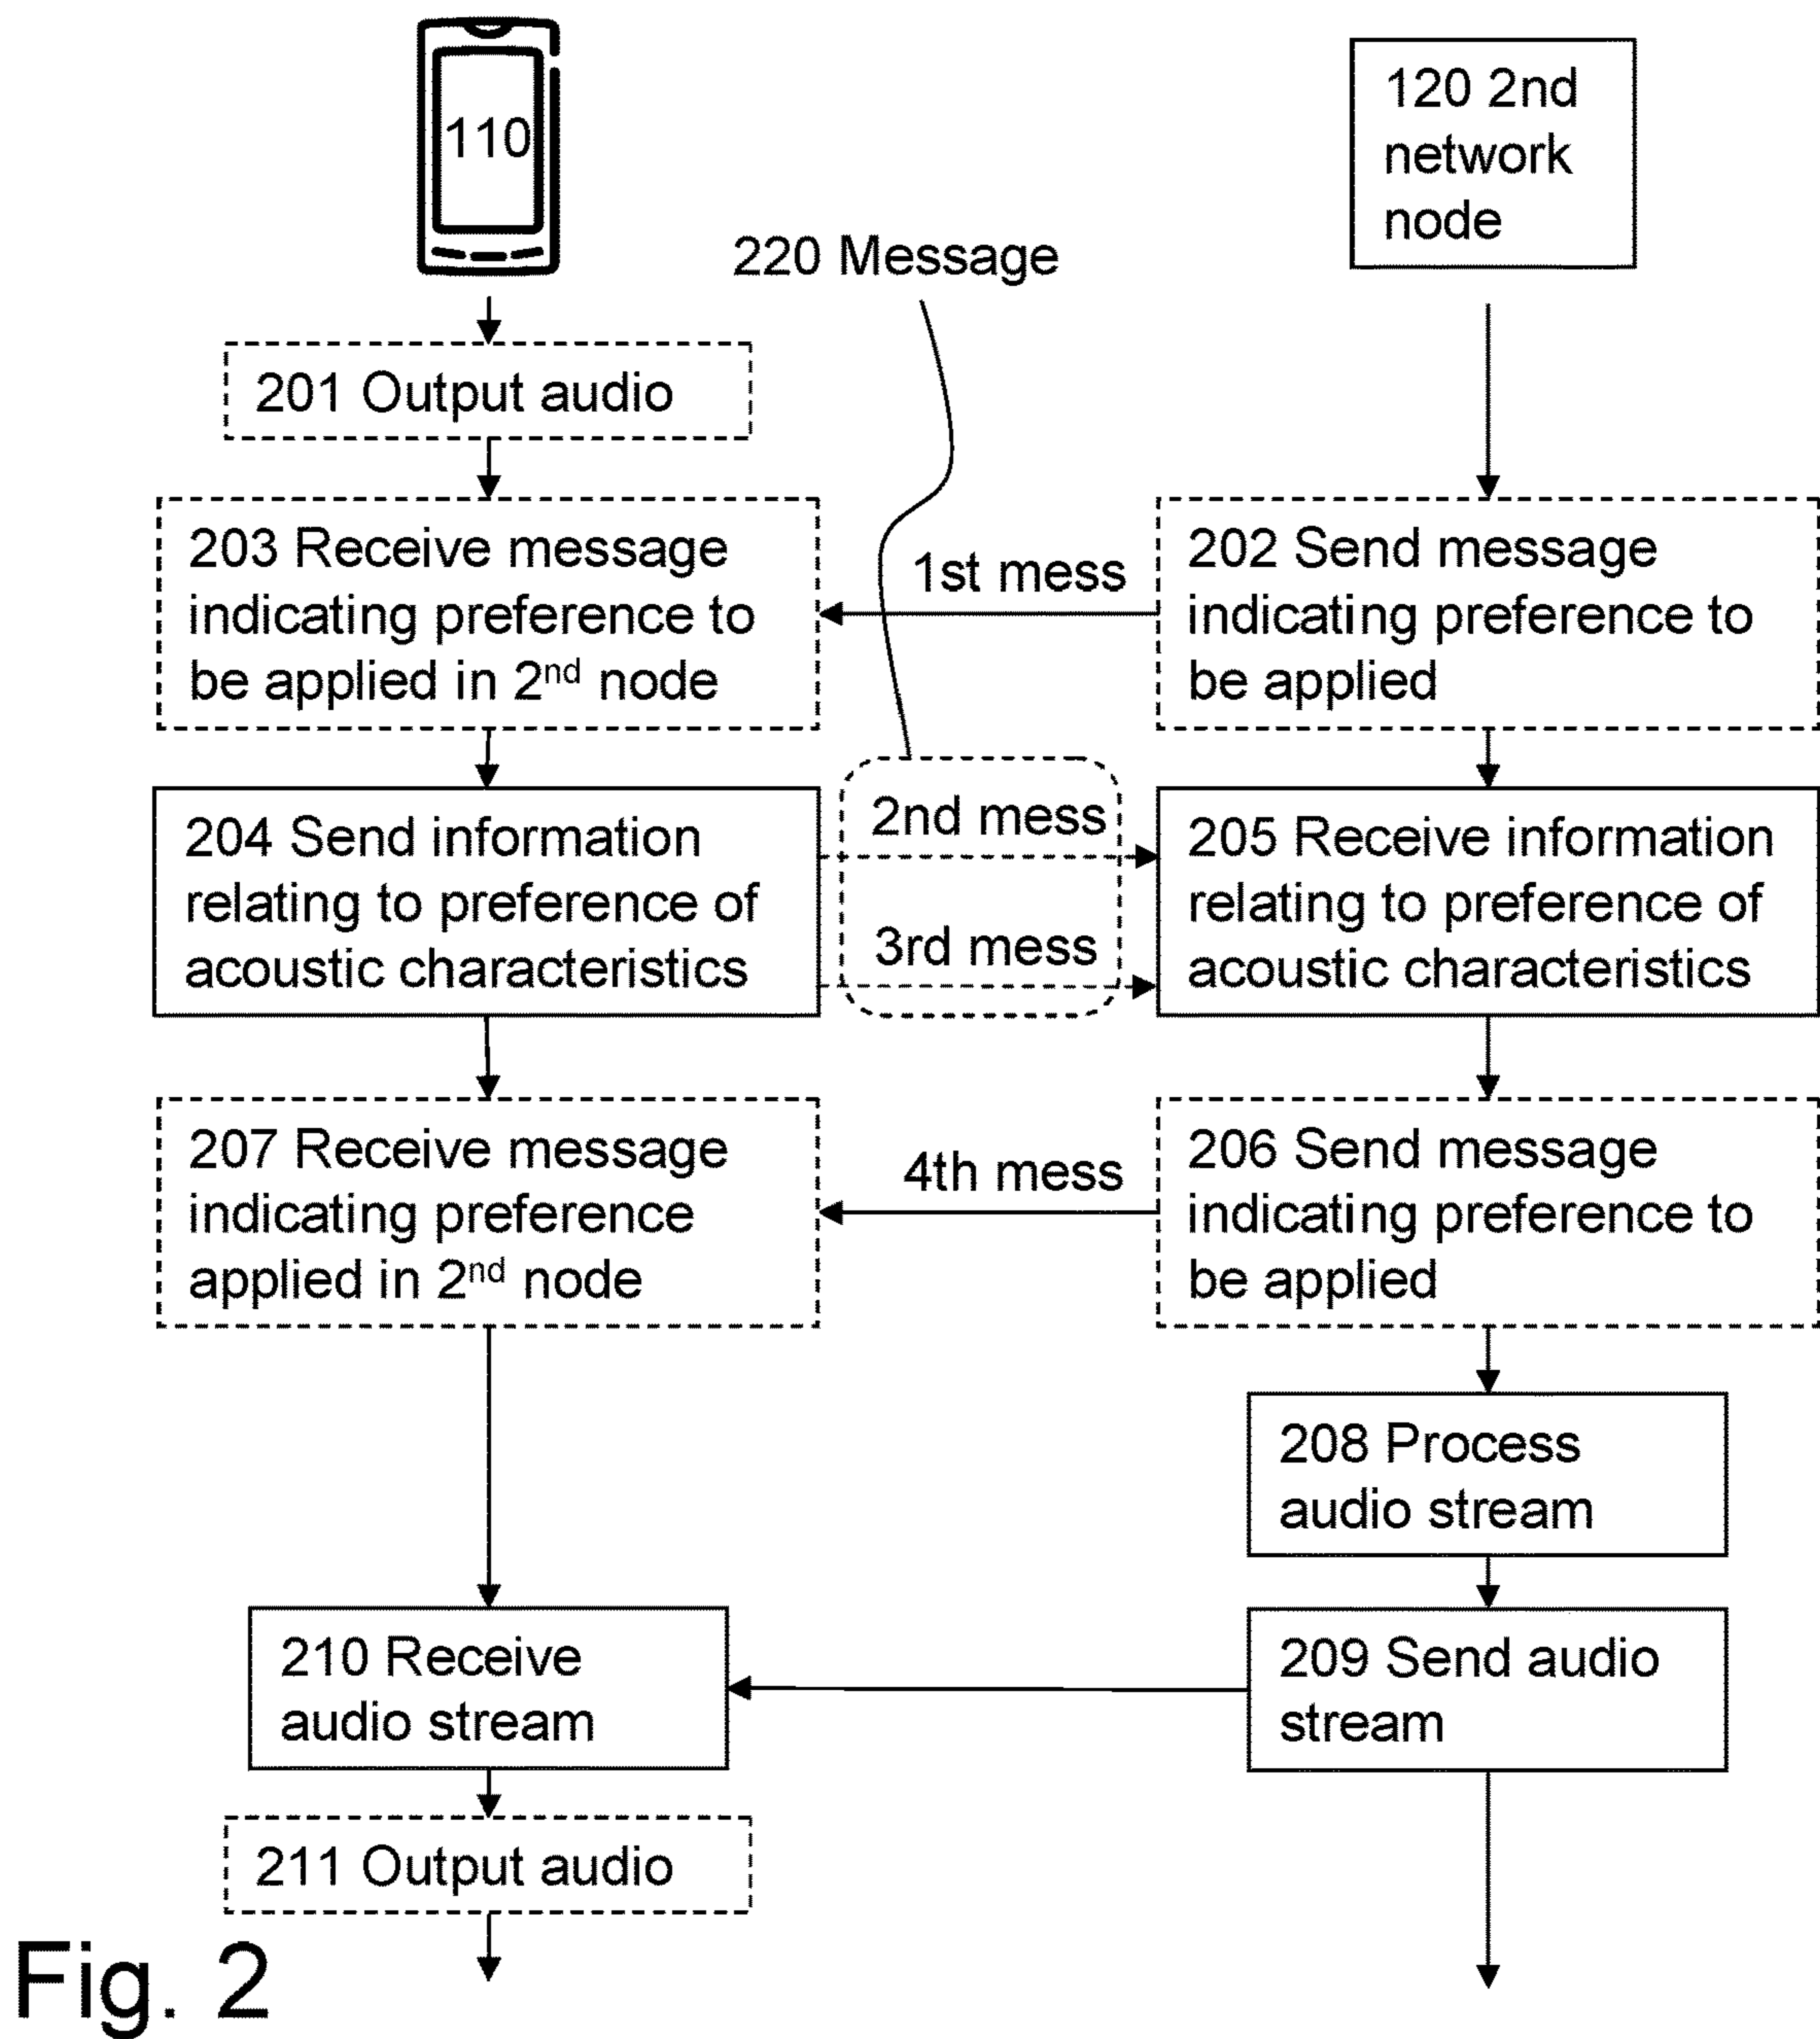 110
120 2nd
network
node
220 Message
201 Output audio
203 Receive message
indicating preference to
be applied in 2nd node
1st mess
202 Send message
indicating preference to
be applied
204 Send information
relating to preference of
acoustic characteristics
2nd mess
3rd mess
205 Receive information
relating to preference of
acoustic characteristics
207 Receive message
indicating preference
applied in 2nd node
4th mess
206 Send message
indicating preference to
be applied
208 Process
audio stream
210 Receive
audio stream
209 Send audio
stream
211 Output audio
Fig. 2